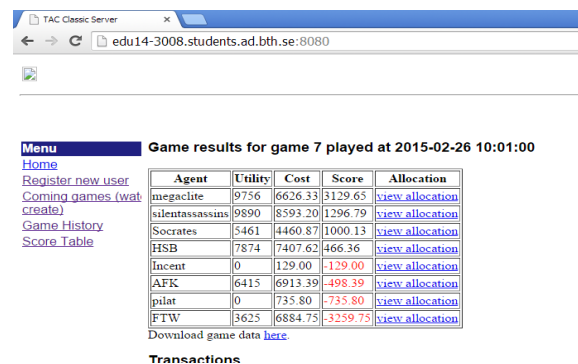 TAC Classic Server
edu14-3008.students.ad.bth.se:8080
Menu
Home
Register new user
Coming games (wat
create)
Game History
Score Table
Game results for game 7 played at 2015-02-26 10:01:00
Agent Utility Cost Score Allocation
megaclite 9756 6626.33 3129.65 view allocation
silentassassins 9890 8593.20 1296.79 view allocation
Socrates 5461 4460.87 1000.13 view allocation
HSB 7874 7407.62 466.36 view allocation
Incent 0 129.00 -129.00 view allocation
AFK 6415 6913.39 -498.39 view allocation
pilat 0 735.80 -735.80 view allocation
FTW 3625 6884.75 -3259.75 view allocation
Download game data here.
Transactions